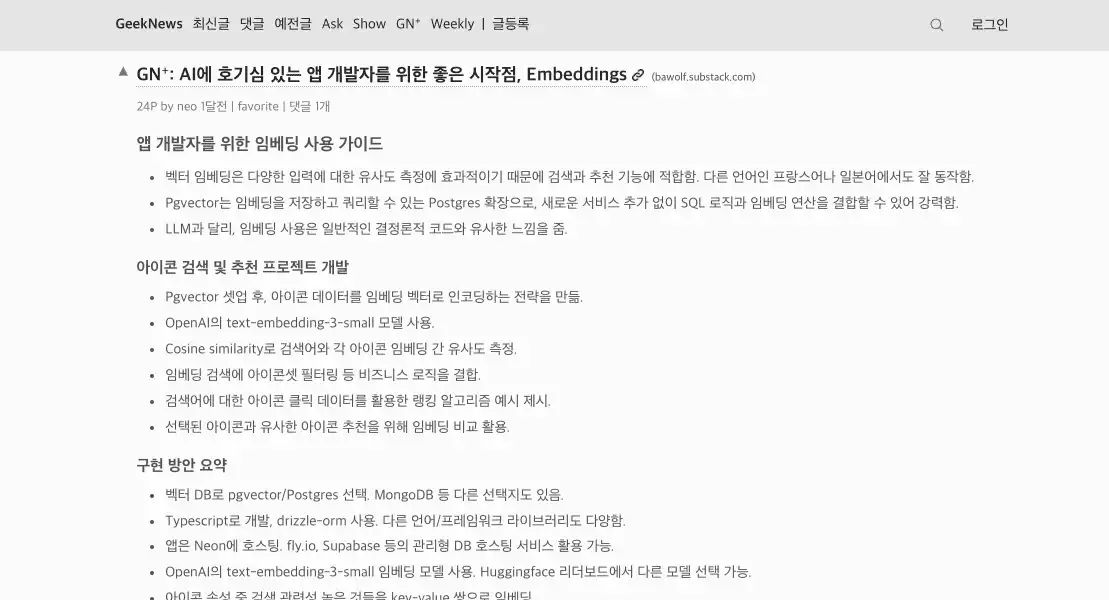 GeekNews 최신글 댓글 예전글 Ask Show GN⁺ Weekly | 글등록 로그인
GN⁺: AI에 호기심 있는 앱 개발자를 위한 좋은 시작점, Embeddings (bawolf.substack.com)
24P by neo 1달전 | favorite | 댓글 1개
앱 개발자를 위한 임베딩 사용 가이드
벡터 임베딩은 다양한 입력에 대한 유사도 측정에 효과적이기 때문에 검색과 추천 기능에 적합함. 다른 언어인 프랑스어나 일본어에서도 잘 동작함.
Pgvector는 임베딩을 저장하고 쿼리할 수 있는 Postgres 확장으로, 새로운 서비스 추가 없이 SQL 로직과 임베딩 연산을 결합할 수 있어 강력함.
LLM과 달리, 임베딩 사용은 일반적인 결정론적 코드와 유사한 느낌을 줌.
아이콘 검색 및 추천 프로젝트 개발
Pgvector 셋업 후, 아이콘 데이터를 임베딩 벡터로 인코딩하는 전략을 만듦.
OpenAI의 text-embedding-3-small 모델 사용.
Cosine similarity로 검색어와 각 아이콘 임베딩 간 유사도 측정.
임베딩 검색에 아이콘셋 필터링 등 비즈니스 로직을 결합.
검색어에 대한 아이콘 클릭 데이터를 활용한 랭킹 알고리즘 예시 제시.
선택된 아이콘과 유사한 아이콘 추천을 위해 임베딩 비교 활용.
구현 방안 요약
벡터 DB로 pgvector/Postgres 선택. MongoDB 등 다른 선택지도 있음.
Typescript로 개발, drizzle-orm 사용. 다른 언어/프레임워크 라이브러리도 다양함.
앱은 Neon에 호스팅. fly.io, Supabase 등의 관리형 DB 호스팅 서비스 활용 가능.
OpenAI의 text-embedding-3-small 임베딩 모델 사용. Huggingface 리더보드에서 다른 모델 선택 가능.
아이콘 속성 중 검색 관련성 높은 것들을 key-value 쌍으로 임베딩.